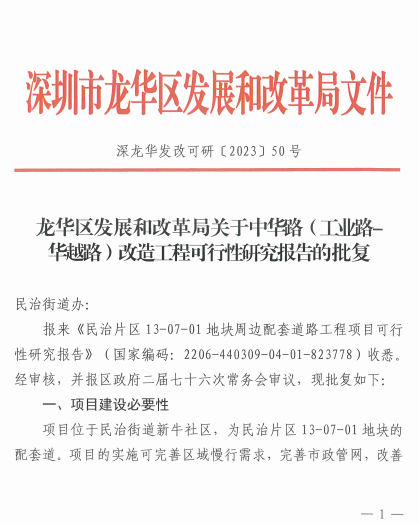 深圳市龙华区发展和改革局文件
深龙华发改可研〔2023〕50号
龙华区发展和改革局关于中华路（工业路-
华越路）改造工程可行性研究报告的批复
民治街道办：
报来《民治片区13-07-01地块周边配套道路工程项目可行
性研究报告》（国家编码：2206-440309-04-01-823778）收悉。
经审核，并报区政府二届七十六次常务会审议，现批复如下：
一、项目建设必要性
项目位于民治街道新牛社区，为民治片区13-07-01地块的
配套道。项目的实施可完善区域慢行需求，完善市政管网，改善
— 1 —